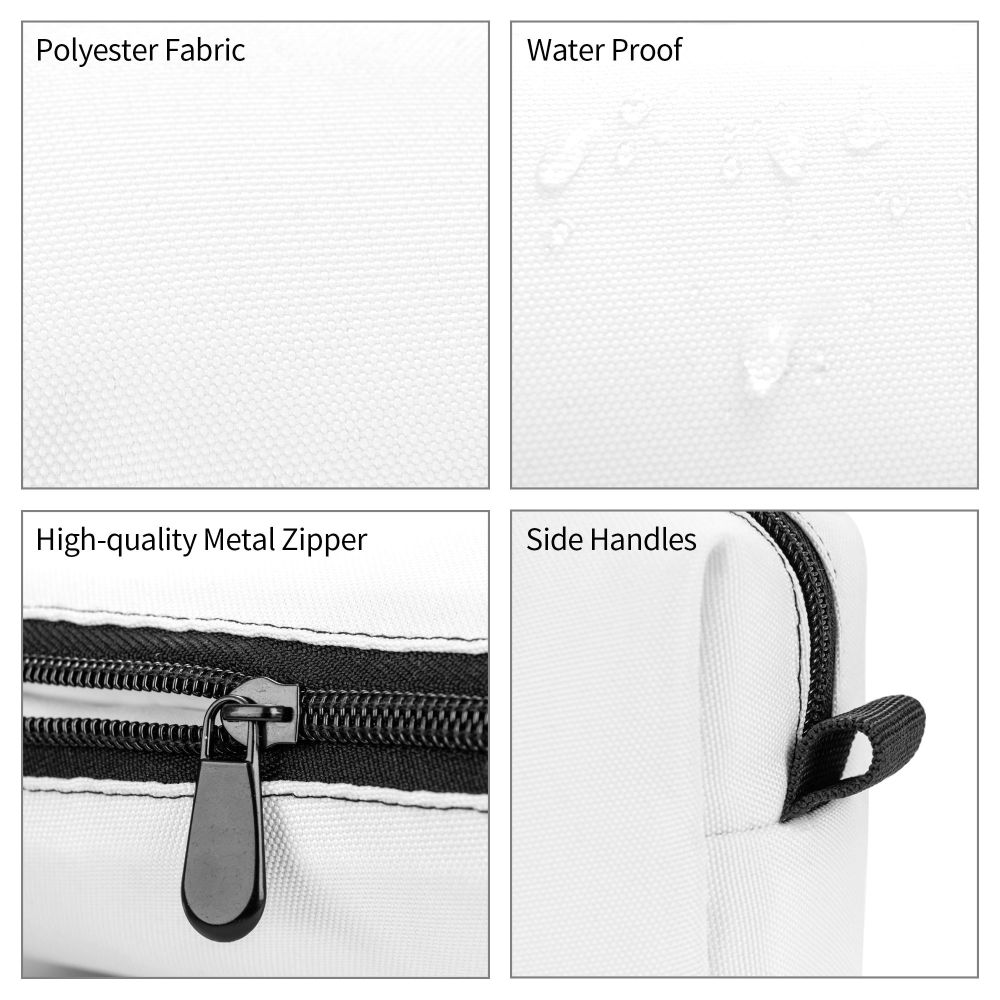 Polyester Fabric
Water Proof
High-quality Metal Zipper
Side Handles